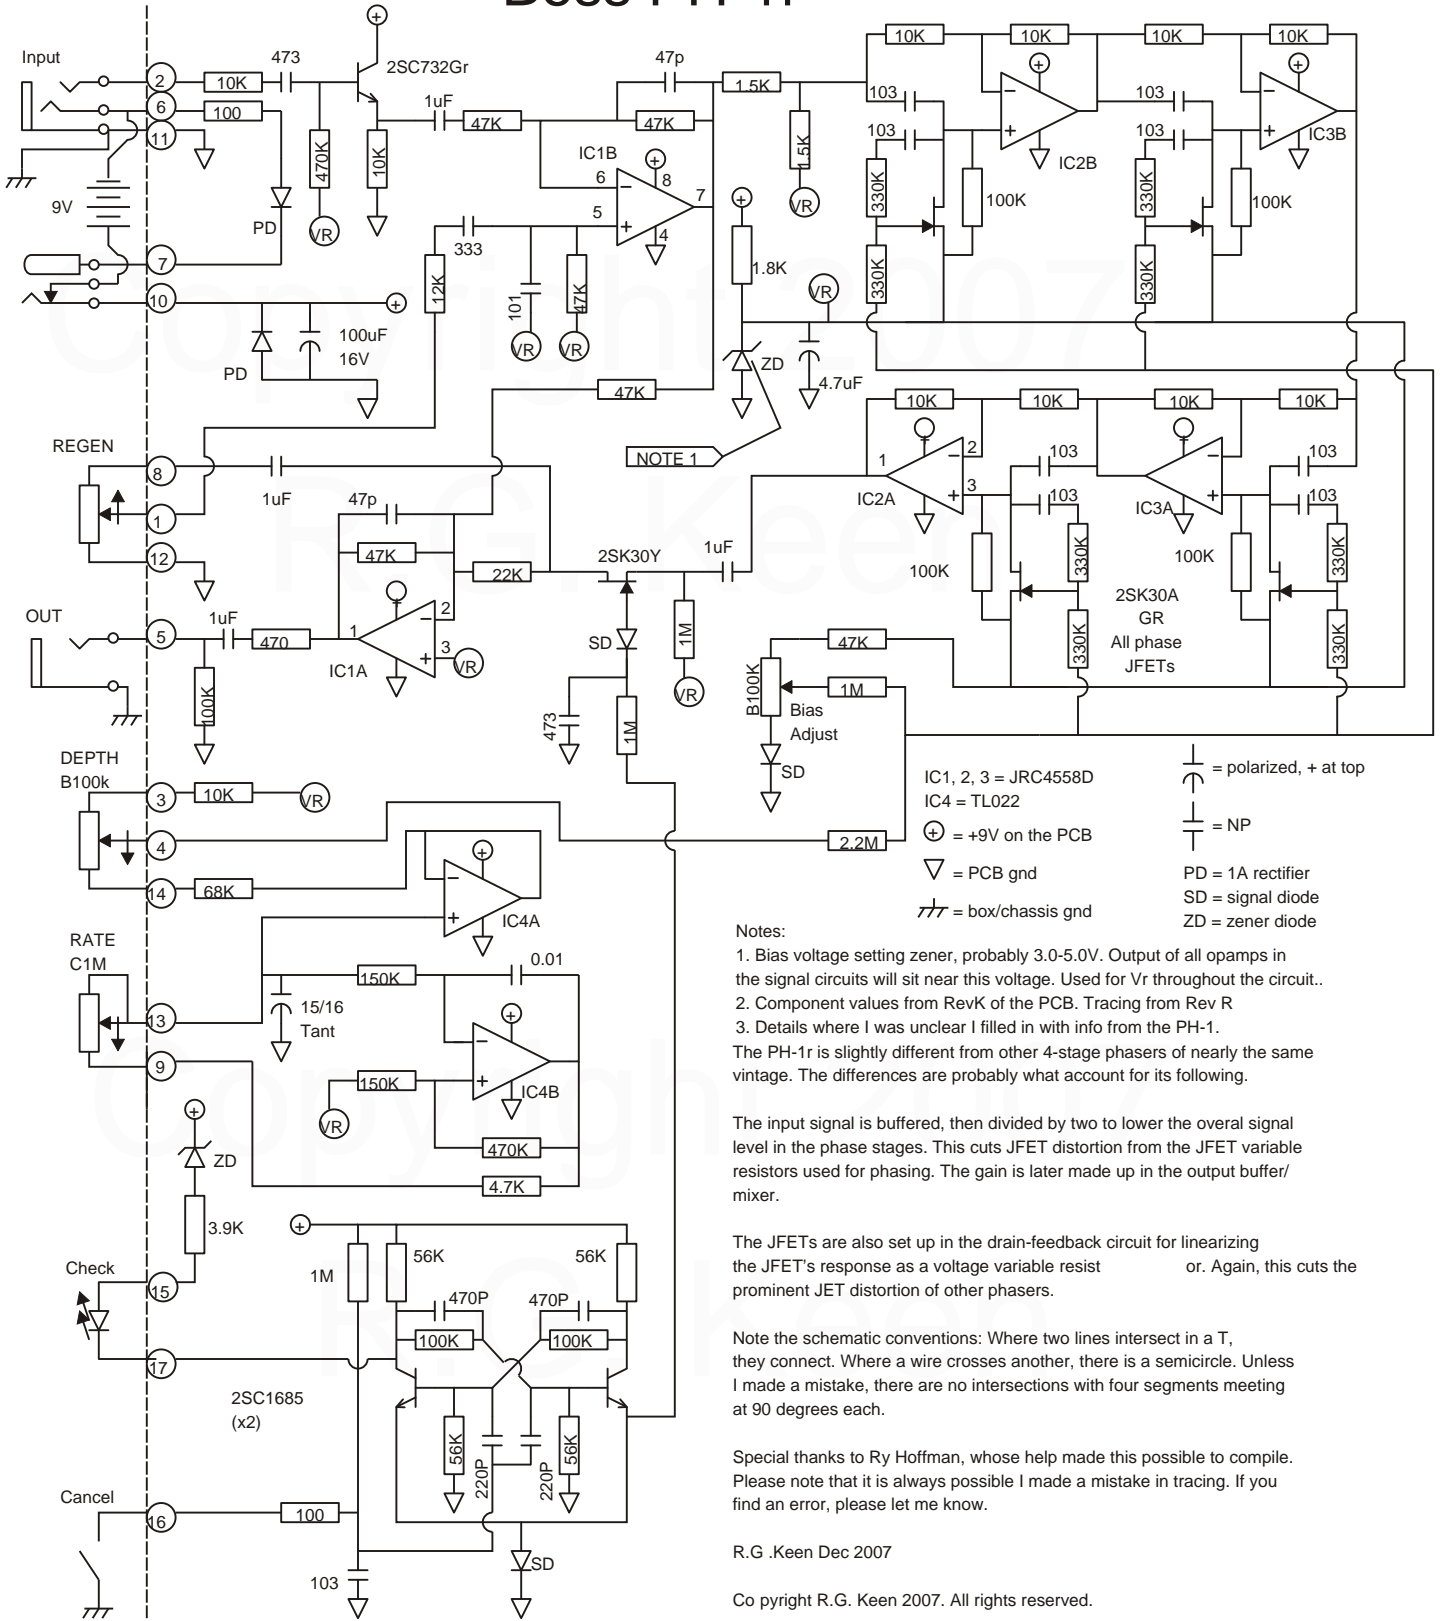 Input
2
10K
473
2SC732Gr
6
100
11
470K
10K
1uF
47K
47p
47K
IC1B
6
8
7
5
4
9V
PD
VR
7
10
333
12K
101
47K
VR
VR
100uF
16V
PD
1.5K
1.5K
VR
1.8K
VR
ZD
4.7uF
NOTE 1
47K
10K
10K
10K
10K
103
103
330K
330K
100K
IC2B
103
103
330K
330K
100K
IC3B
10K
10K
10K
10K
1
2
3
IC2A
103
103
330K
330K
100K
IC3A
103
103
330K
330K
100K
2SK30A
GR
All phase
JFETs
REGEN
8
1
12
1uF
47p
47K
22K
2SK30Y
1uF
OUT
5
1uF
470
100K
1
2
3
IC1A
VR
SD
1M
VR
473
1M
47K
B100K
1M
Bias
Adjust
SD
DEPTH
B100k
3
10K
VR
4
14
68K
2.2M
IC4A
RATE
C1M
13
9
15/16
Tant
150K
0.01
150K
VR
IC4B
470K
4.7K
ZD
3.9K
Check
15
17
1M
56K
56K
470P
470P
100K
100K
2SC1685
(x2)
56K
220P
220P
56K
Cancel
16
100
103
SD
IC1, 2, 3 = JRC4558D
IC4 = TL022
= +9V on the PCB
= PCB gnd
= box/chassis gnd
= polarized, + at top
= NP
PD = 1A rectifier
SD = signal diode
ZD = zener diode
Notes:
1. Bias voltage setting zener, probably 3.0-5.0V. Output of all opamps in
the signal circuits will sit near this voltage. Used for Vr throughout the circuit..
2. Component values from RevK of the PCB. Tracing from Rev R
3. Details where I was unclear I filled in with info from the PH-1.
The PH-1r is slightly different from other 4-stage phasers of nearly the same
vintage. The differences are probably what account for its following.
The input signal is buffered, then divided by two to lower the overal signal
level in the phase stages. This cuts JFET distortion from the JFET variable
resistors used for phasing. The gain is later made up in the output buffer/
mixer.
The JFETs are also set up in the drain-feedback circuit for linearizing
the JFET's response as a voltage variable resist or. Again, this cuts the
prominent JET distortion of other phasers.
Note the schematic conventions: Where two lines intersect in a T,
they connect. Where a wire crosses another, there is a semicircle. Unless
I made a mistake, there are no intersections with four segments meeting
at 90 degrees each.
Special thanks to Ry Hoffman, whose help made this possible to compile.
Please note that it is always possible I made a mistake in tracing. If you
find an error, please let me know.
R.G .Keen Dec 2007
Co pyright R.G. Keen 2007. All rights reserved.
Copyright 2007
R.G. Keen
Copyright 2007
R.G. Keen